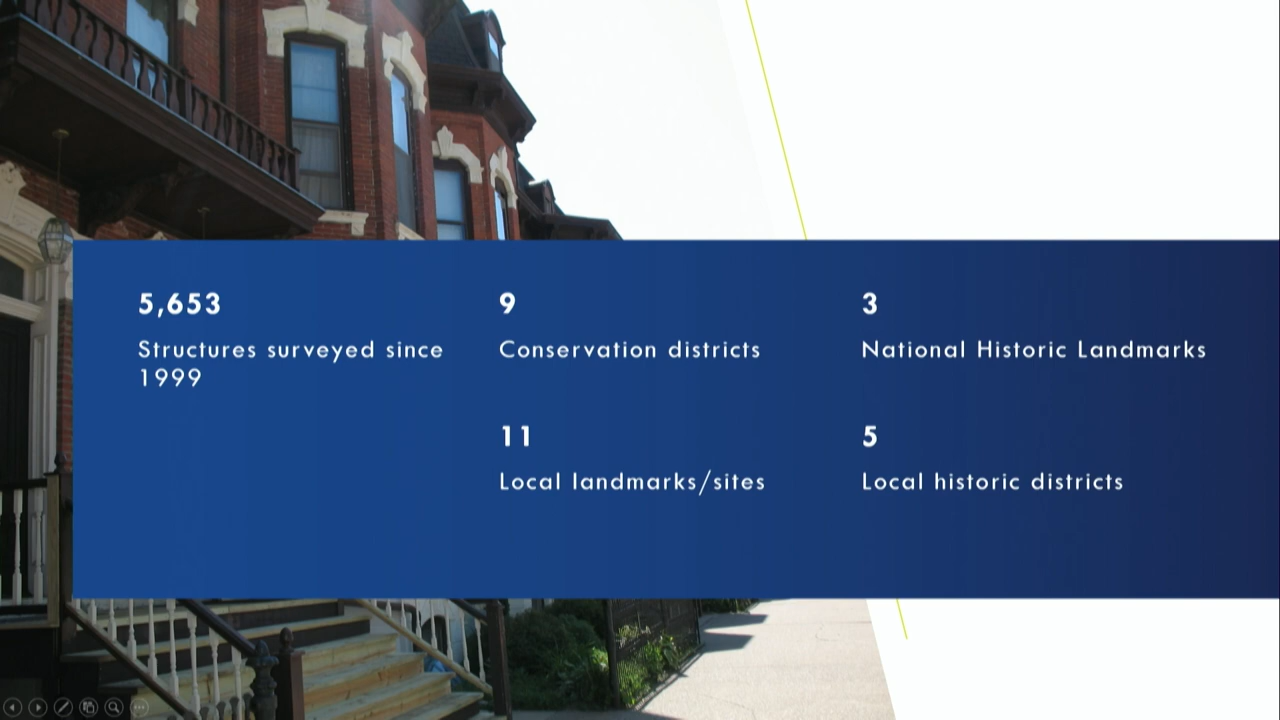 5,653
Structures surveyed since
1999
9
Conservation districts
3
National Historic Landmarks
11
Local landmarks/sites
5
Local historic districts